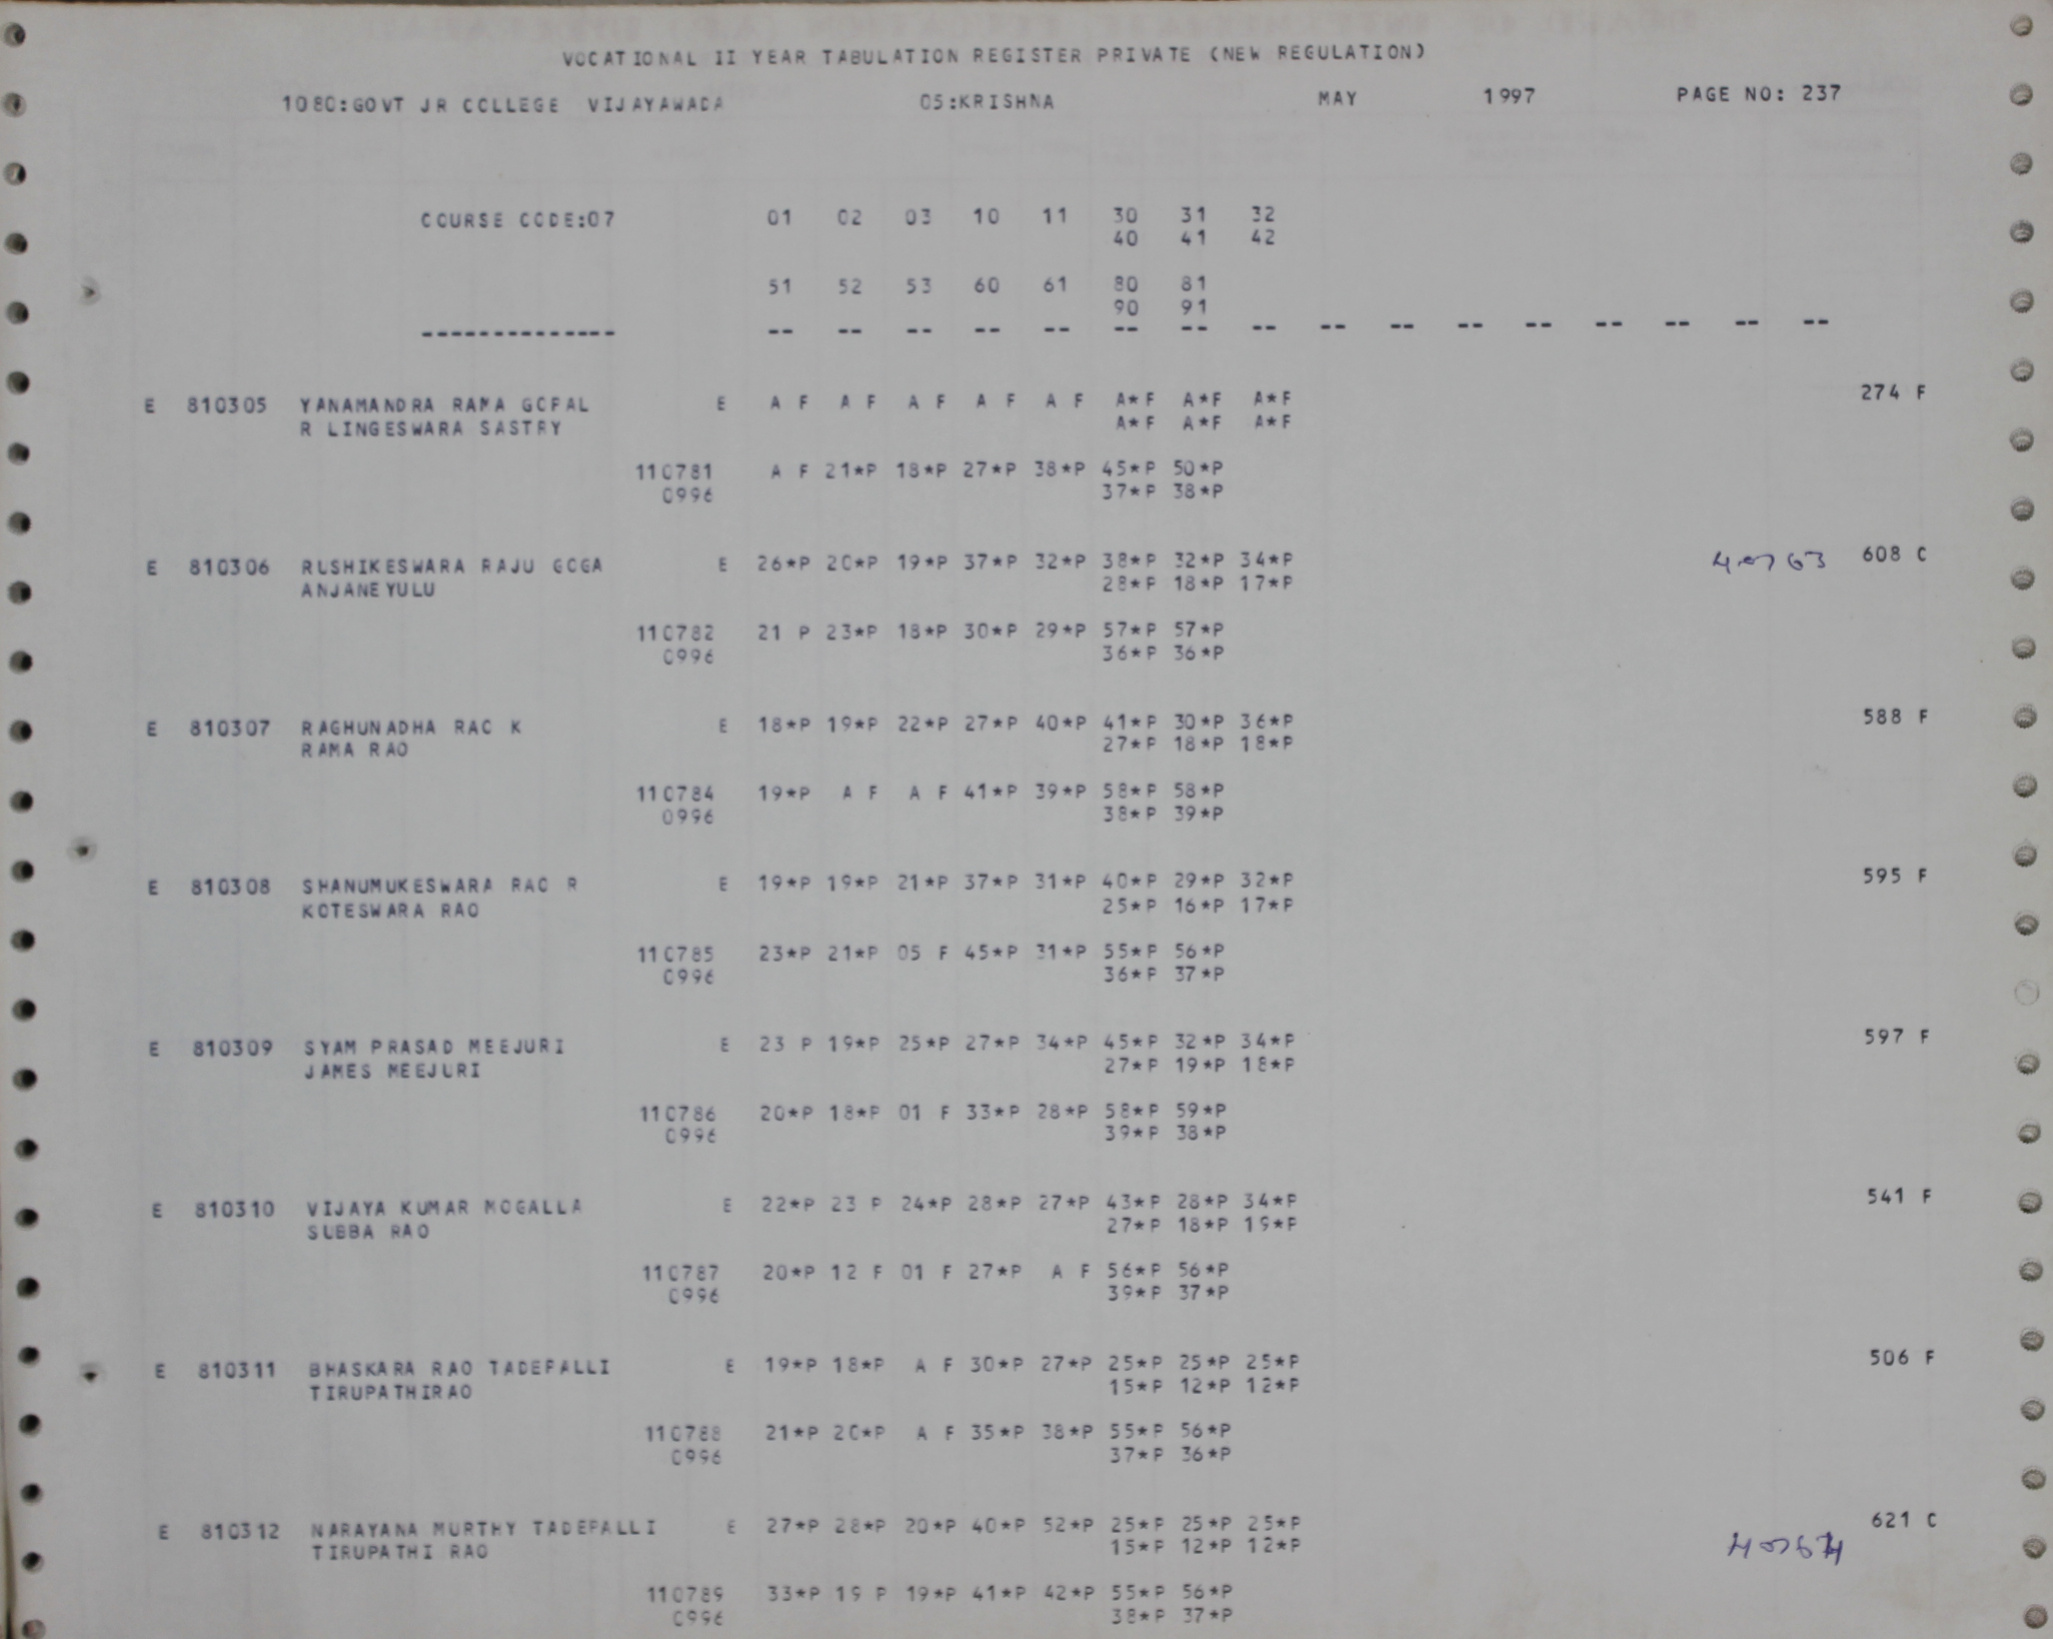 VOCATIONAL II YEAR TABULATION REGISTER PRIVATE (NEW REGULATION)
1080:GOVT JR COLLEGE VIJAYAWADA 05:KRISHNA MAY 1997 PAGE NO: 237
COURSE CODE:07 01 02 03 10 11 30 31 32
40 41 42
51 52 53 60 61 80 81
90 91
-------------- -- -- -- -- -- -- -- -- -- -- -- -- -- -- -- --
E 810305 YANAMANDRA RAMA GOPAL E A F A F A F A F A F A*F A*F A*F 274 F
R LINGESWARA SASTRY A*F A*F A*F
110781 A F 21*P 18*P 27*P 38*P 45*P 50*P
0996 37*P 38*P
E 810306 RUSHIKESWARA RAJU GOGA E 26*P 20*P 19*P 37*P 32*P 38*P 32*P 34*P 608 C
ANJANEYULU 28*P 18*P 17*P
110782 21 P 23*P 18*P 30*P 29*P 57*P 57*P
0996 36*P 36*P
E 810307 RAGHUNADHA RAO K E 18*P 19*P 22*P 27*P 40*P 41*P 30*P 36*P 588 F
RAMA RAO 27*P 18*P 18*P
110784 19*P A F A F 41*P 39*P 58*P 58*P
0996 38*P 39*P
E 810308 SHANUMUKESWARA RAO R E 19*P 19*P 21*P 37*P 31*P 40*P 29*P 32*P 595 F
KOTESWARA RAO 25*P 16*P 17*P
110785 23*P 21*P 05 F 45*P 31*P 55*P 56*P
0996 36*P 37*P
E 810309 SYAM PRASAD MEEJURI E 23 P 19*P 25*P 27*P 34*P 45*P 32*P 34*P 597 F
JAMES MEEJURI 27*P 19*P 18*P
110786 20*P 18*P 01 F 33*P 28*P 58*P 59*P
0996 39*P 38*P
E 810310 VIJAYA KUMAR MOGALLA E 22*P 23 P 24*P 28*P 27*P 43*P 28*P 34*P 541 F
SUBBA RAO 27*P 18*P 19*P
110787 20*P 12 F 01 F 27*P A F 56*P 56*P
0996 39*P 37*P
E 810311 BHASKARA RAO TADEPALLI E 19*P 18*P A F 30*P 27*P 25*P 25*P 25*P 506 F
TIRUPATHIRAO 15*P 12*P 12*P
110788 21*P 20*P A F 35*P 38*P 55*P 56*P
0996 37*P 36*P
E 810312 NARAYANA MURTHY TADEPALLI E 27*P 28*P 20*P 40*P 52*P 25*P 25*P 25*P 621 C
TIRUPATHI RAO 15*P 12*P 12*P
110789 33*P 19 P 19*P 41*P 42*P 55*P 56*P
0996 38*P 37*P